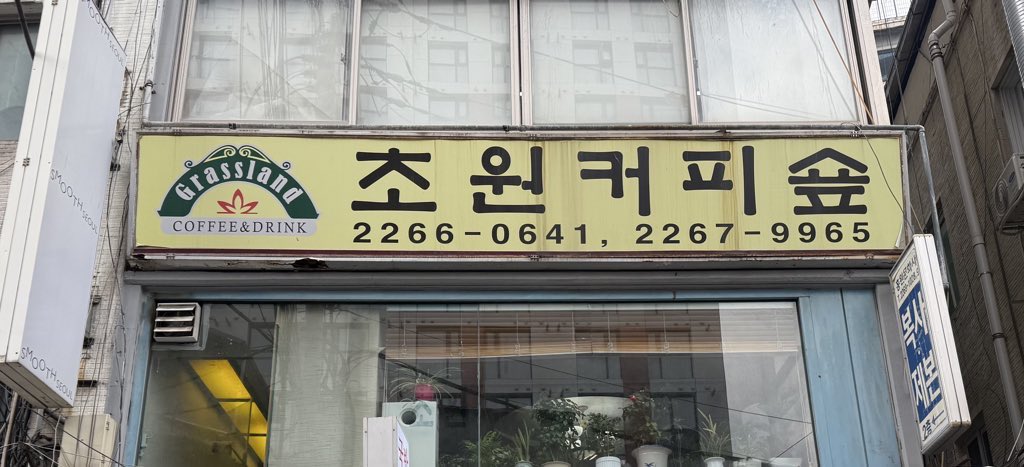 SMOOTH SEOUL
SMOOTH SEOUL
Grassland
COFFEE&DRINK
초원커피숖
2266-0641, 2267-9965
복사
제본